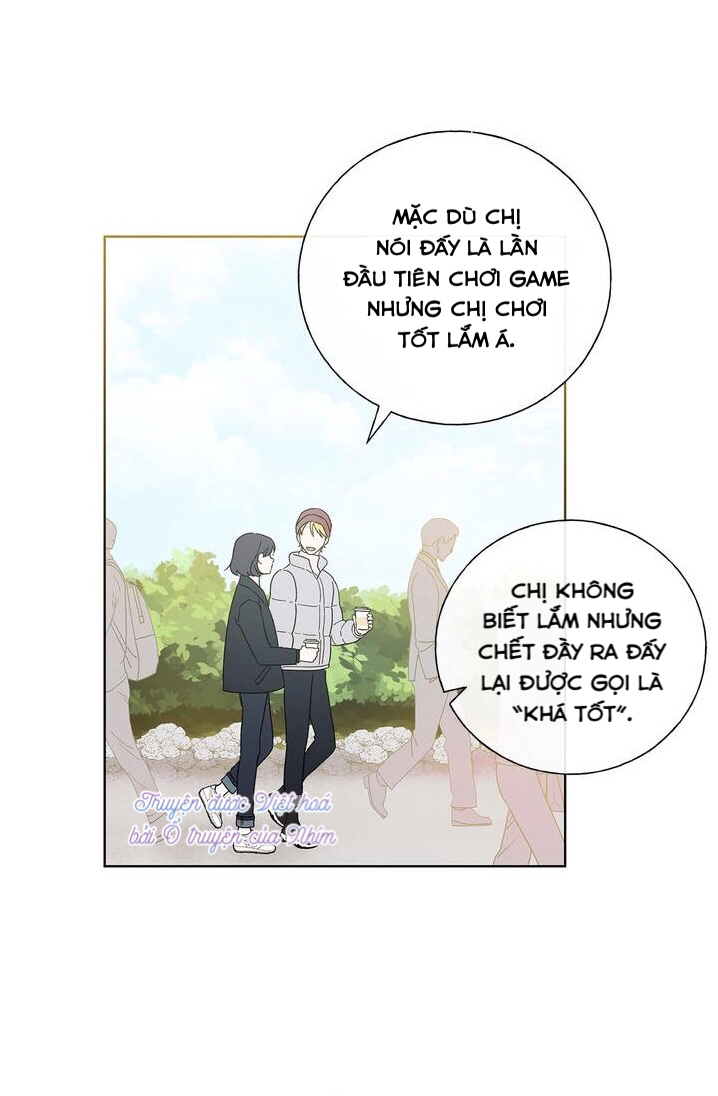 MẶC DÙ CHỊ
NÓI ĐẤY LÀ LẦN
ĐẦU TIÊN CHƠI GAME
NHƯNG CHỊ CHƠI
TỐT LẮM Á.
CHỊ KHÔNG
BIẾT LẮM NHƯNG
CHẾT ĐẦY RA ĐẤY
LẠI ĐƯỢC GỌI LÀ
"KHÁ TỐT".
Truyện được Việt hoá
bởi Ổ truyện của Nhím